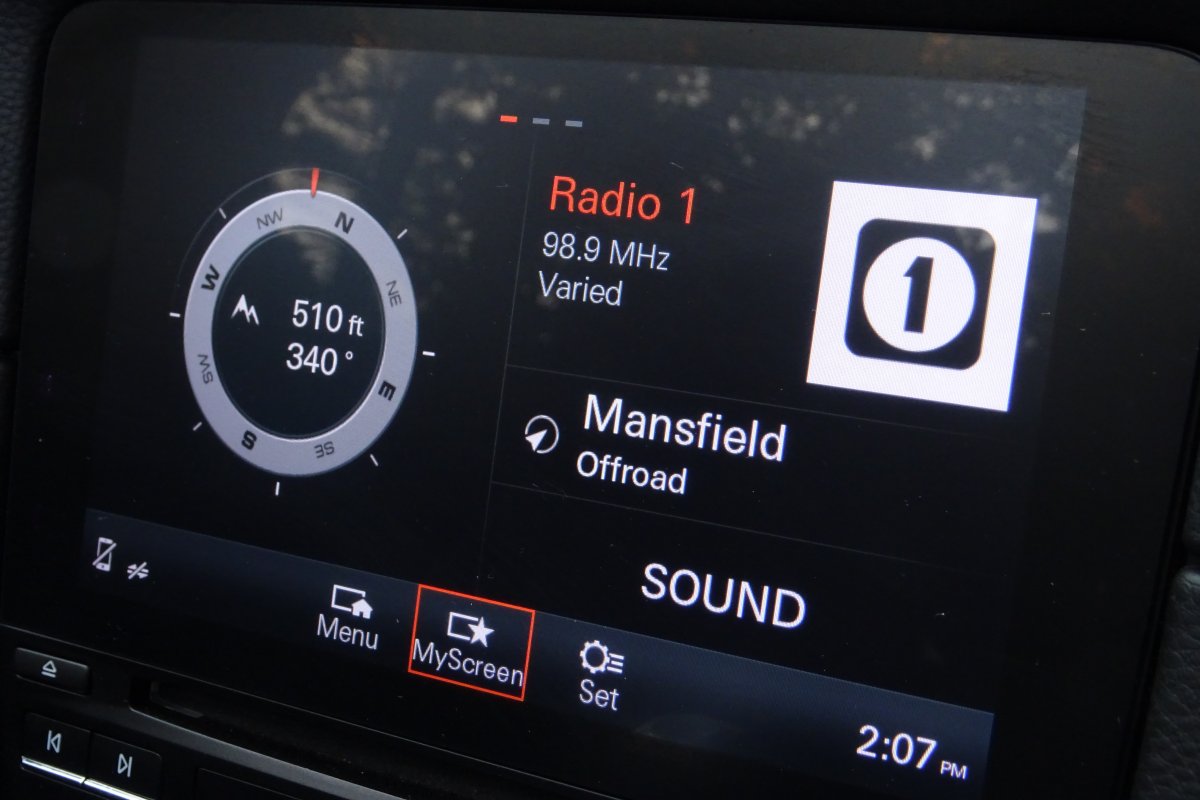 NW
N
W
NE
510 ft
340 °
SW
E
S
SE
Radio 1
98.9 MHz
Varied
1
Mansfield
Offroad
SOUND
Menu
MyScreen
Set
2:07 PM